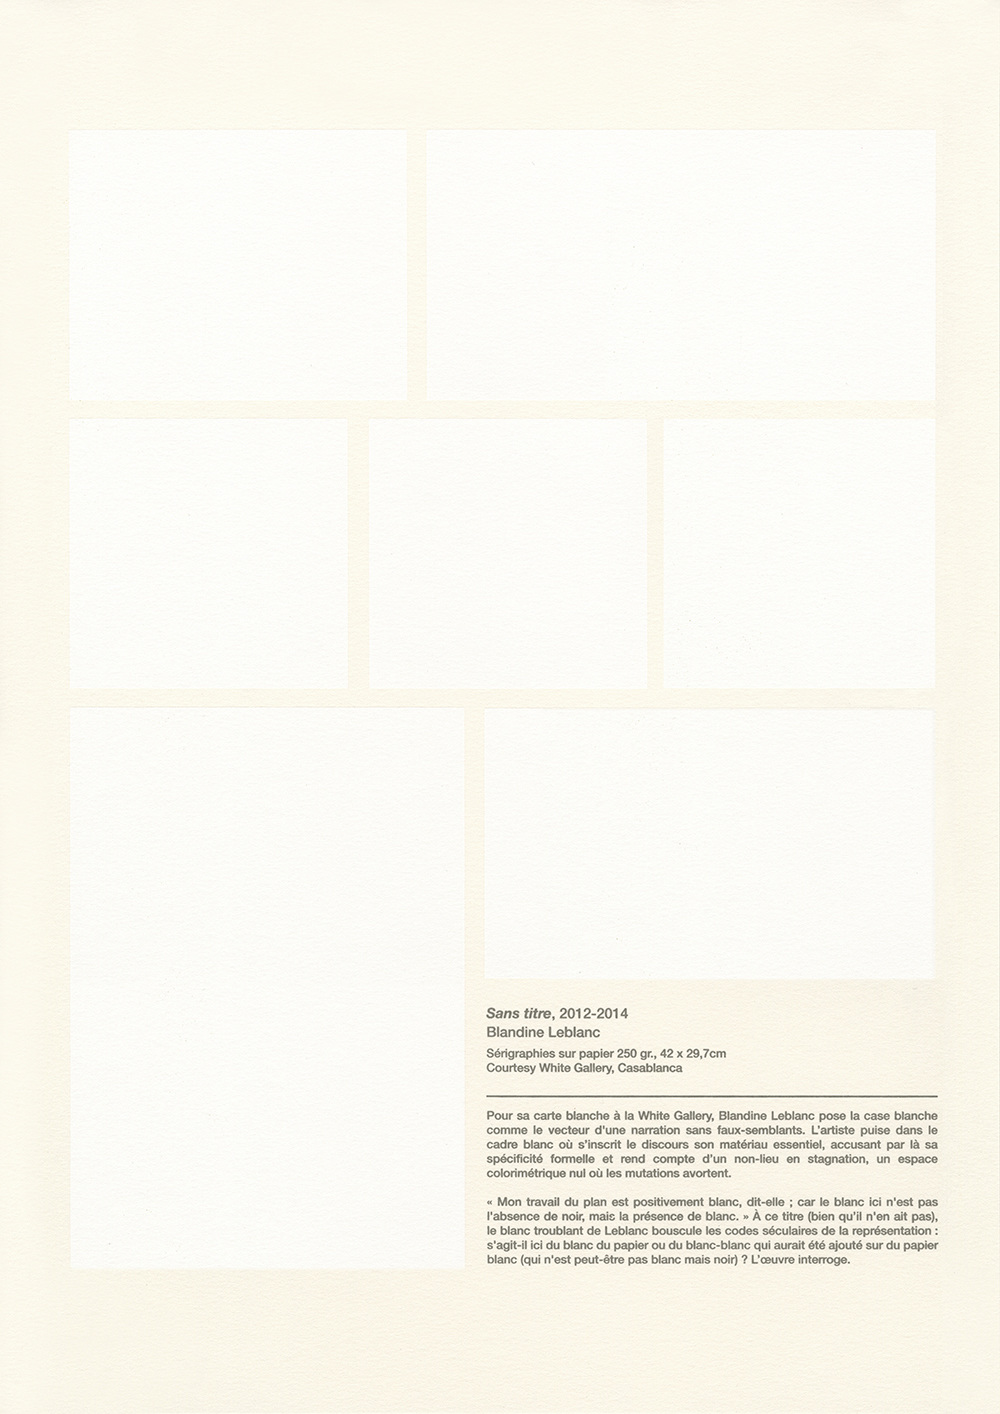 Sans titre, 2012-2014
Blandine Leblanc
Sérigraphies sur papier 250 gr., 42 x 29,7cm
Courtesy White Gallery, Casablanca
Pour sa carte blanche à la White Gallery, Blandine Leblanc pose la case blanche
comme le vecteur d'une narration sans faux-semblants. L'artiste puise dans le
cadre blanc où s'inscrit le discours son matériau essentiel, accusant par là sa
spécificité formelle et rend compte d'un non-lieu en stagnation, un espace
colorimétrique nul où les mutations avortent.
« Mon travail du plan est positivement blanc, dit-elle ; car le blanc ici n'est pas
l'absence de noir, mais la présence de blanc. » À ce titre (bien qu'il n'en ait pas),
le blanc troublant de Leblanc bouscule les codes séculaires de la représentation :
s'agit-il ici du blanc du papier ou du blanc-blanc qui aurait été ajouté sur du papier
blanc (qui n'est peut-être pas blanc mais noir) ? L'œuvre interroge.